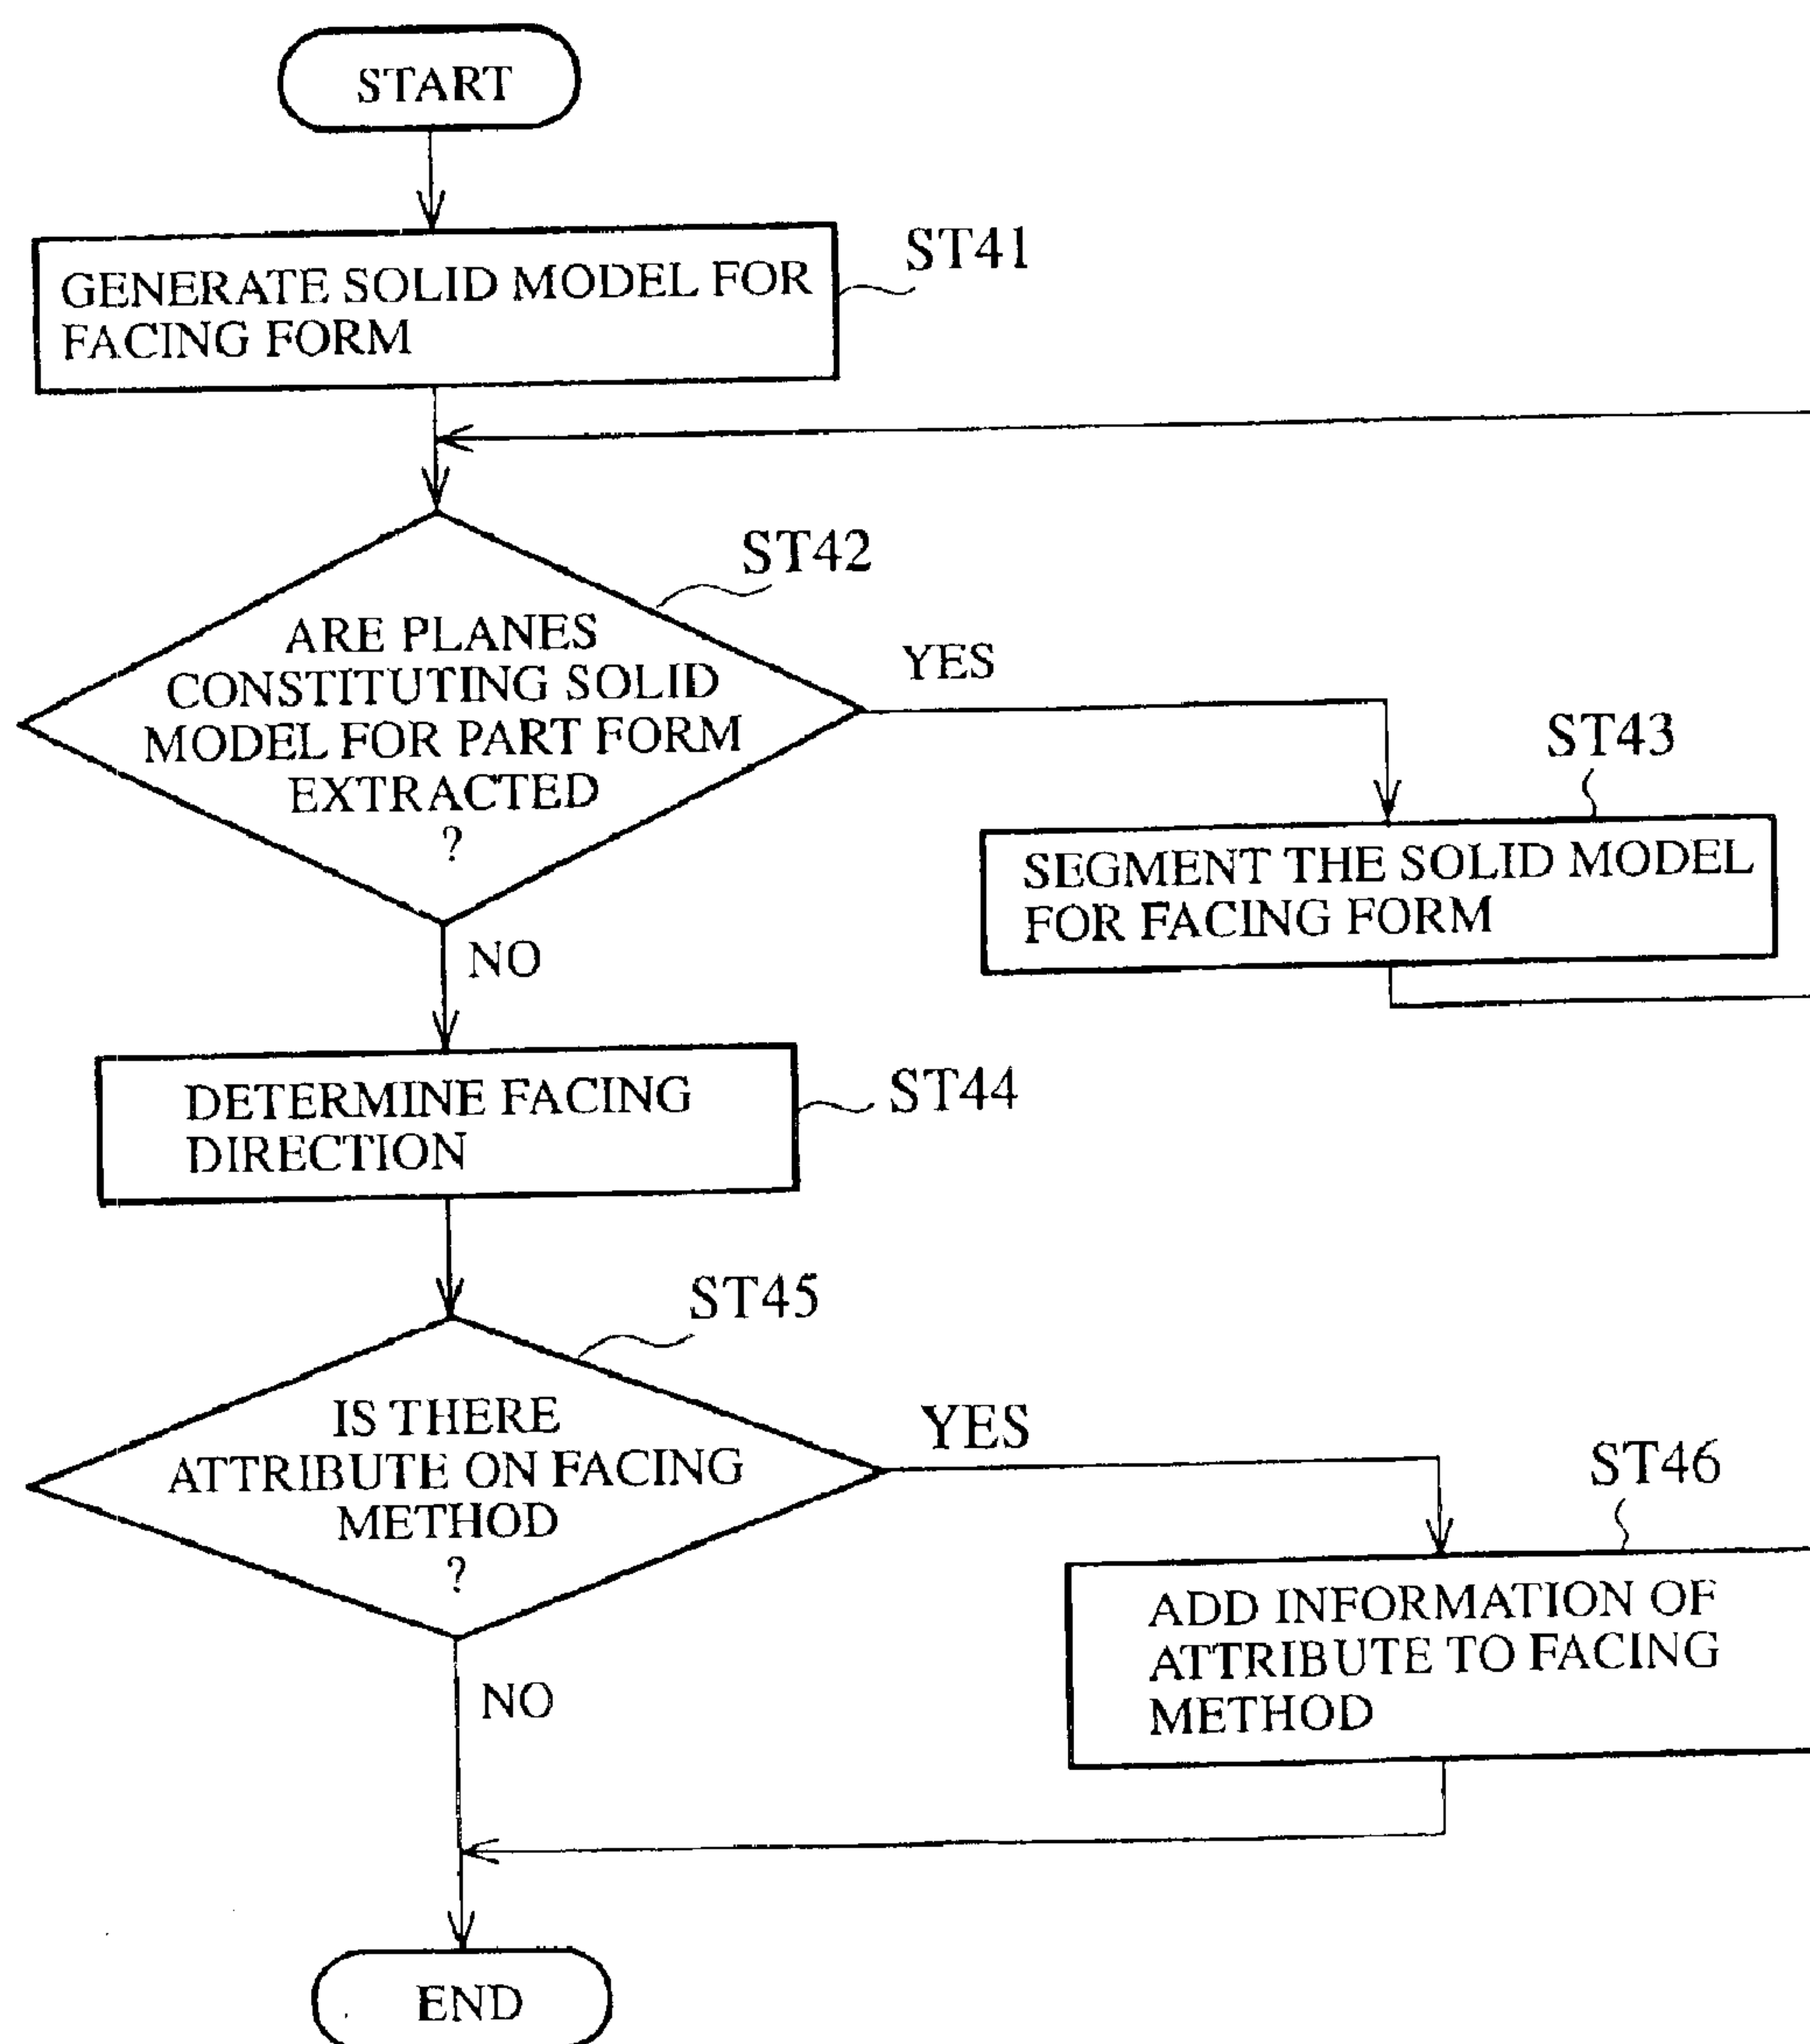 START
ST41
GENERATE SOLID MODEL FOR
FACING FORM
ST42
ARE PLANES
CONSTITUTING SOLID
MODEL FOR PART FORM
EXTRACTED
?
YES
ST43
SEGMENT THE SOLID MODEL
FOR FACING FORM
NO
DETERMINE FACING
DIRECTION
ST44
ST45
IS THERE
ATTRIBUTE ON FACING
METHOD
?
YES
ST46
ADD INFORMATION OF
ATTRIBUTE TO FACING
METHOD
NO
END